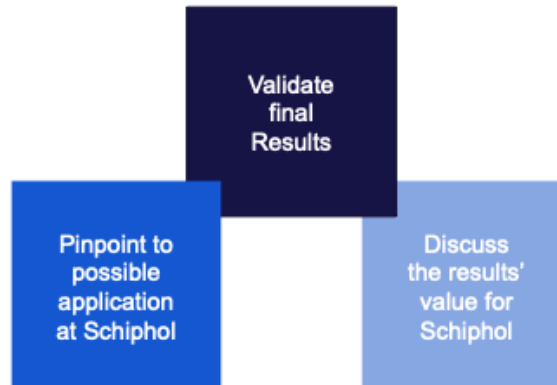 Validate
final
Results
Pinpoint to
possible
application
at Schiphol
Discuss
the results’
value for
Schiphol